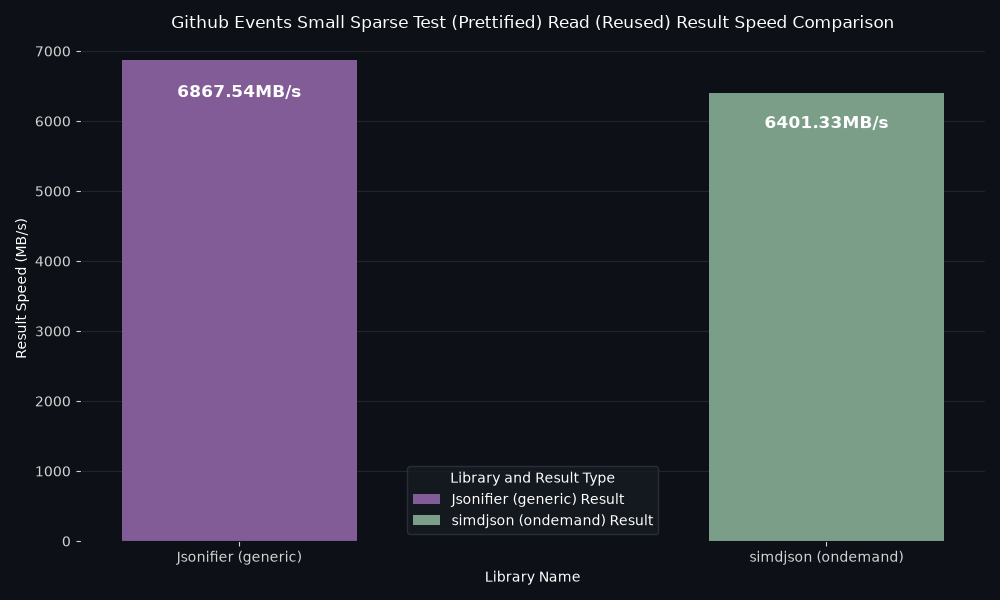 Github Events Small Sparse Test (Prettified) Read (Reused) Result Speed Comparison
7000
6000
5000
4000
3000
2000
1000
0
Result Speed (MB/s)
6867.54MB/s
6401.33MB/s
Library and Result Type
Jsonifier (generic) Result
simdjson (ondemand) Result
Jsonifier (generic)
simdjson (ondemand)
Library Name